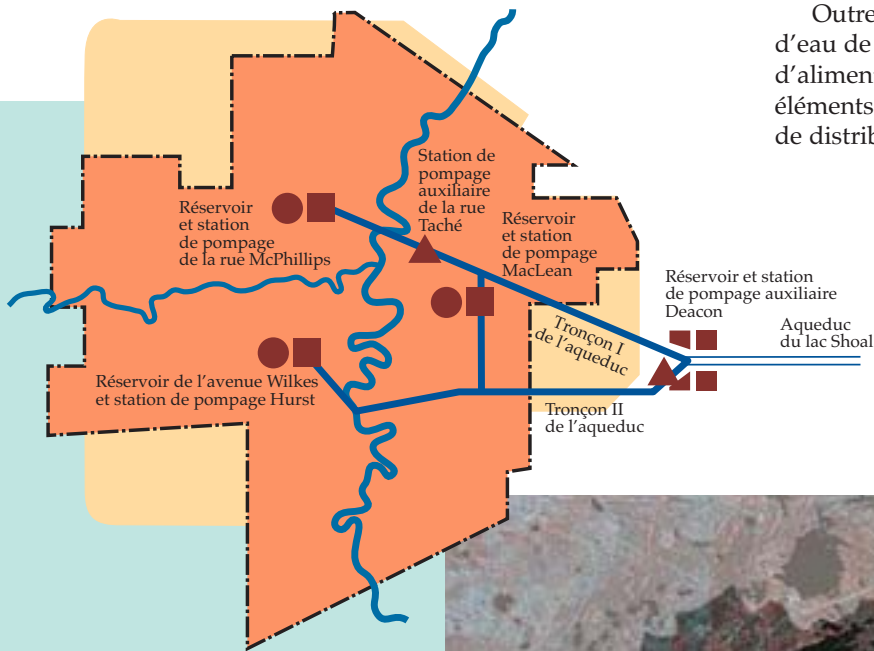 Outre
d'eau de
d'alimen
éléments
de distrib
Station de
pompage
auxiliaire
de la rue
Taché
Réservoir
et station
de pompage
de la rue McPhillips
Réservoir
et station
de pompage
MacLean
Réservoir et station
de pompage auxiliaire
Deacon
Aqueduc
du lac Shoal
Tronçon I
de l'aqueduc
Réservoir de l'avenue Wilkes
et station de pompage Hurst
Tronçon II
de l'aqueduc